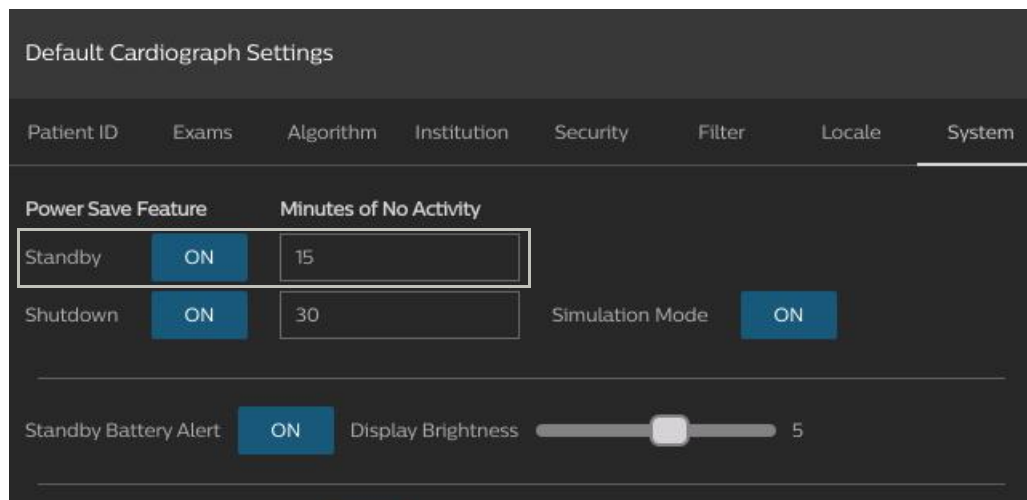 Default Cardiograph Settings
Patient ID Exams Algorithm Institution Security Filter Locale System
Power Save Feature Minutes of No Activity
Standby ON 15
Shutdown ON 30 Simulation Mode ON
Standby Battery Alert ON Display Brightness 5